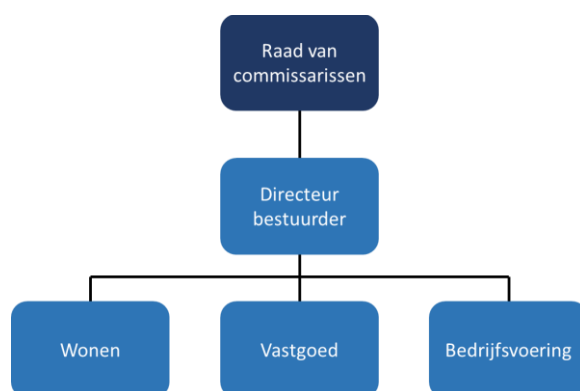 Raad van
commissarissen
Directeur
bestuurder
Wonen
Vastgoed
Bedrijfsvoering